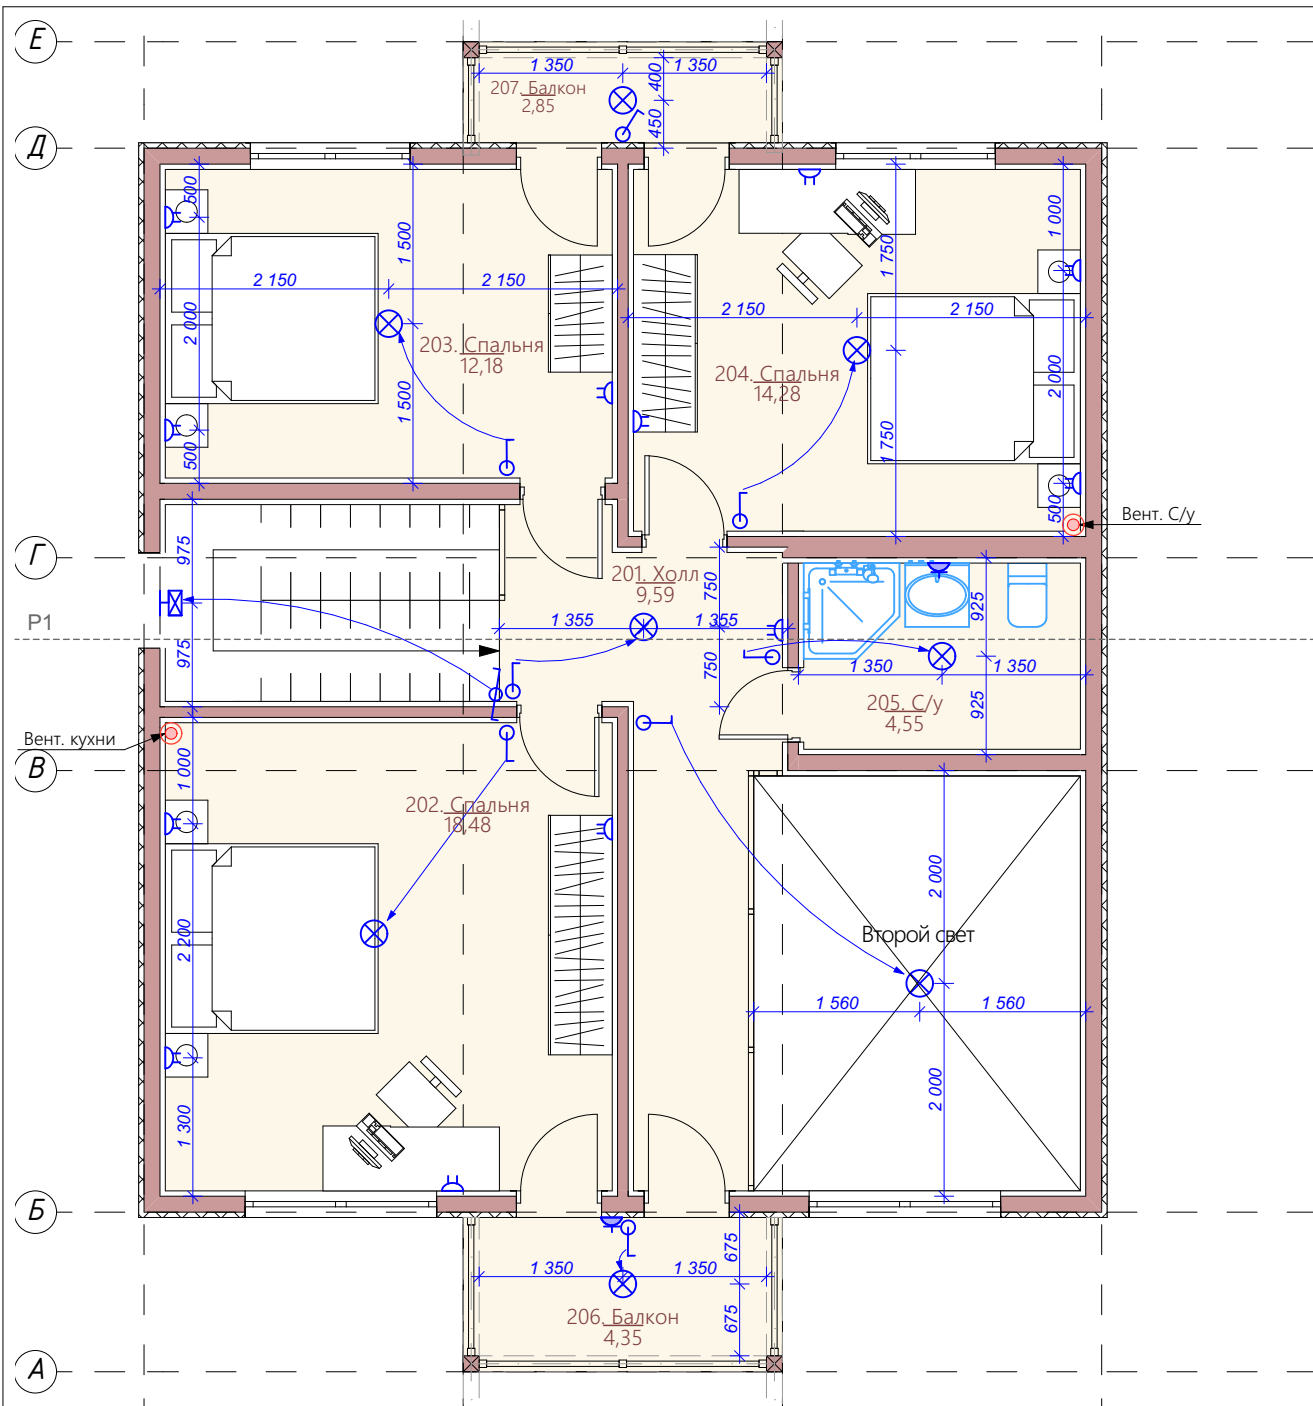 Е
1 350
1 350
400
207. Балкон
2,85
450
Д
500
1 500
1 750
1 000
2 150
2 150
2 000
2 150
2 150
203. Спальня
12,18
204. Спальня
14,28
2 000
1 500
1 750
500
500
Вент. С/у
975
Г
201. Холл
9,59
750
925
Р1
1 355
1 355
975
750
1 350
1 350
205. С/у
4,55
925
Вент. кухни
В
1 000
202. Спальня
18,48
2 000
2 200
Второй свет
1 560
1 560
2 000
1 300
Б
675
1 350
1 350
206. Балкон
4,35
675
А